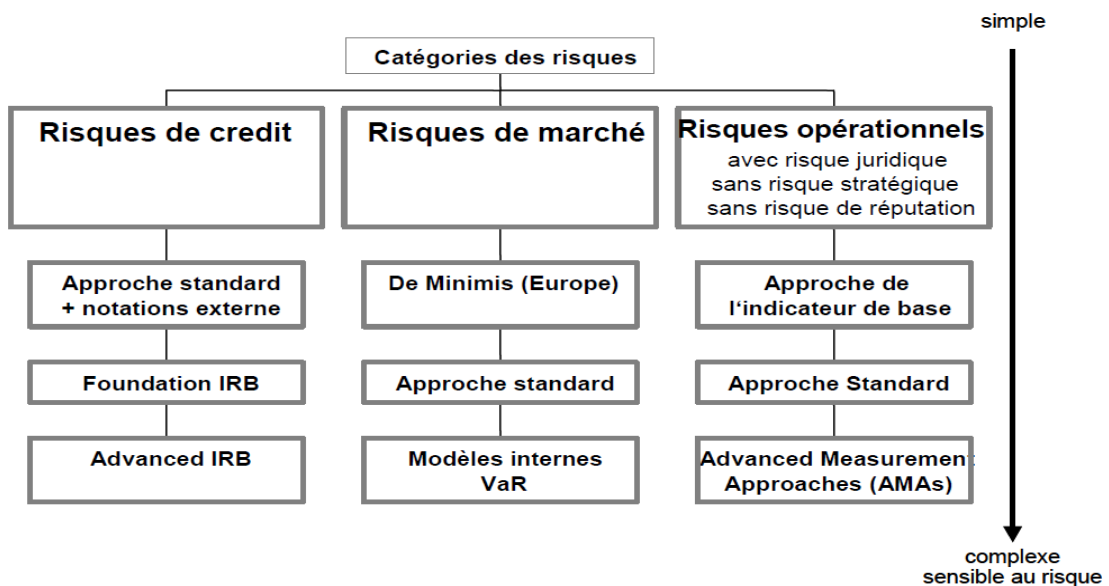 simple
Catégories des risques
Risques de credit
Risques de marché
Risques opérationnels
avec risque juridique
sans risque stratégique
sans risque de réputation
Approche standard
+ notations externe
De Minimis (Europe)
Approche de
l‘indicateur de base
Foundation IRB
Approche standard
Approche Standard
Advanced IRB
Modèles internes
VaR
Advanced Measurement
Approaches (AMAs)
complexe
sensible au risque